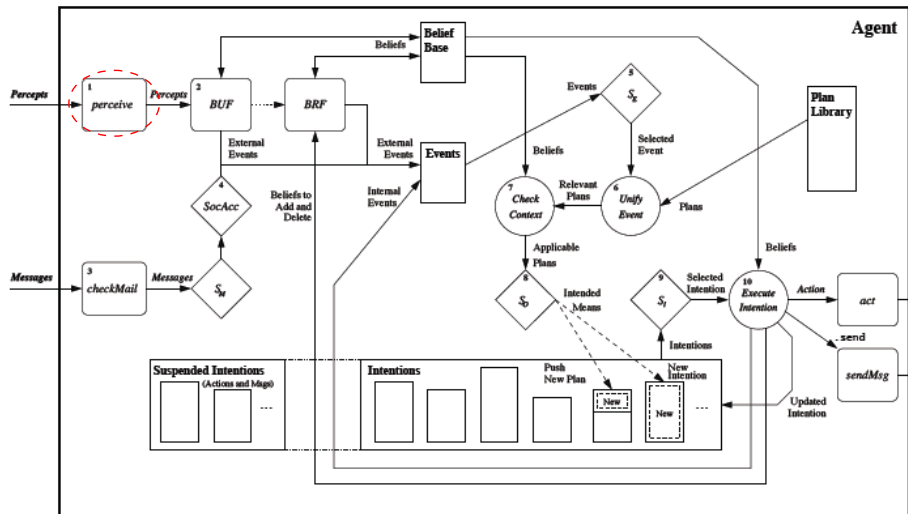 Agent
Belief
Base
Beliefs
1
perceive
Percepts
Percepts
2
BUF
BRF
5
S_E
Events
Plan
Library
External
Events
External
Events
Events
Selected
Event
Beliefs
4
SocAcc
Beliefs to
Add and
Delete
Internal
Events
7
Check
Context
Relevant
Plans
6
Unify
Event
Plans
Applicable
Plans
Beliefs
Messages
3
checkMail
Messages
S_M
8
S_O
Intended
Means
9
S_I
Selected
Intention
10
Execute
Intention
Action
act
send
sendMsg
Intentions
Suspended Intentions
(Actions and Msgs)
...
Intentions
Push
New Plan
New
Intention
New
New
...
Updated
Intention